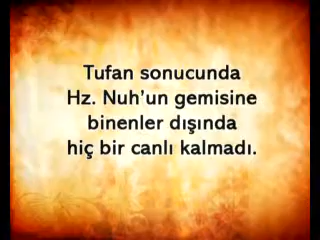 Tufan sonucunda
Hz. Nuh'un gemisine
binenler dışında
hiç bir canlı kalmadı.